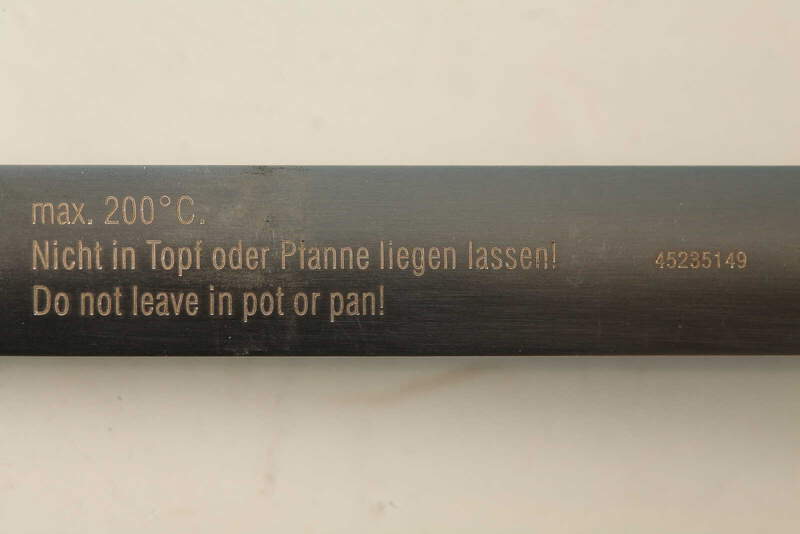 max. 200°C.
Nicht in Topf oder Pfanne liegen lassen! 45235149
Do not leave in pot or pan!